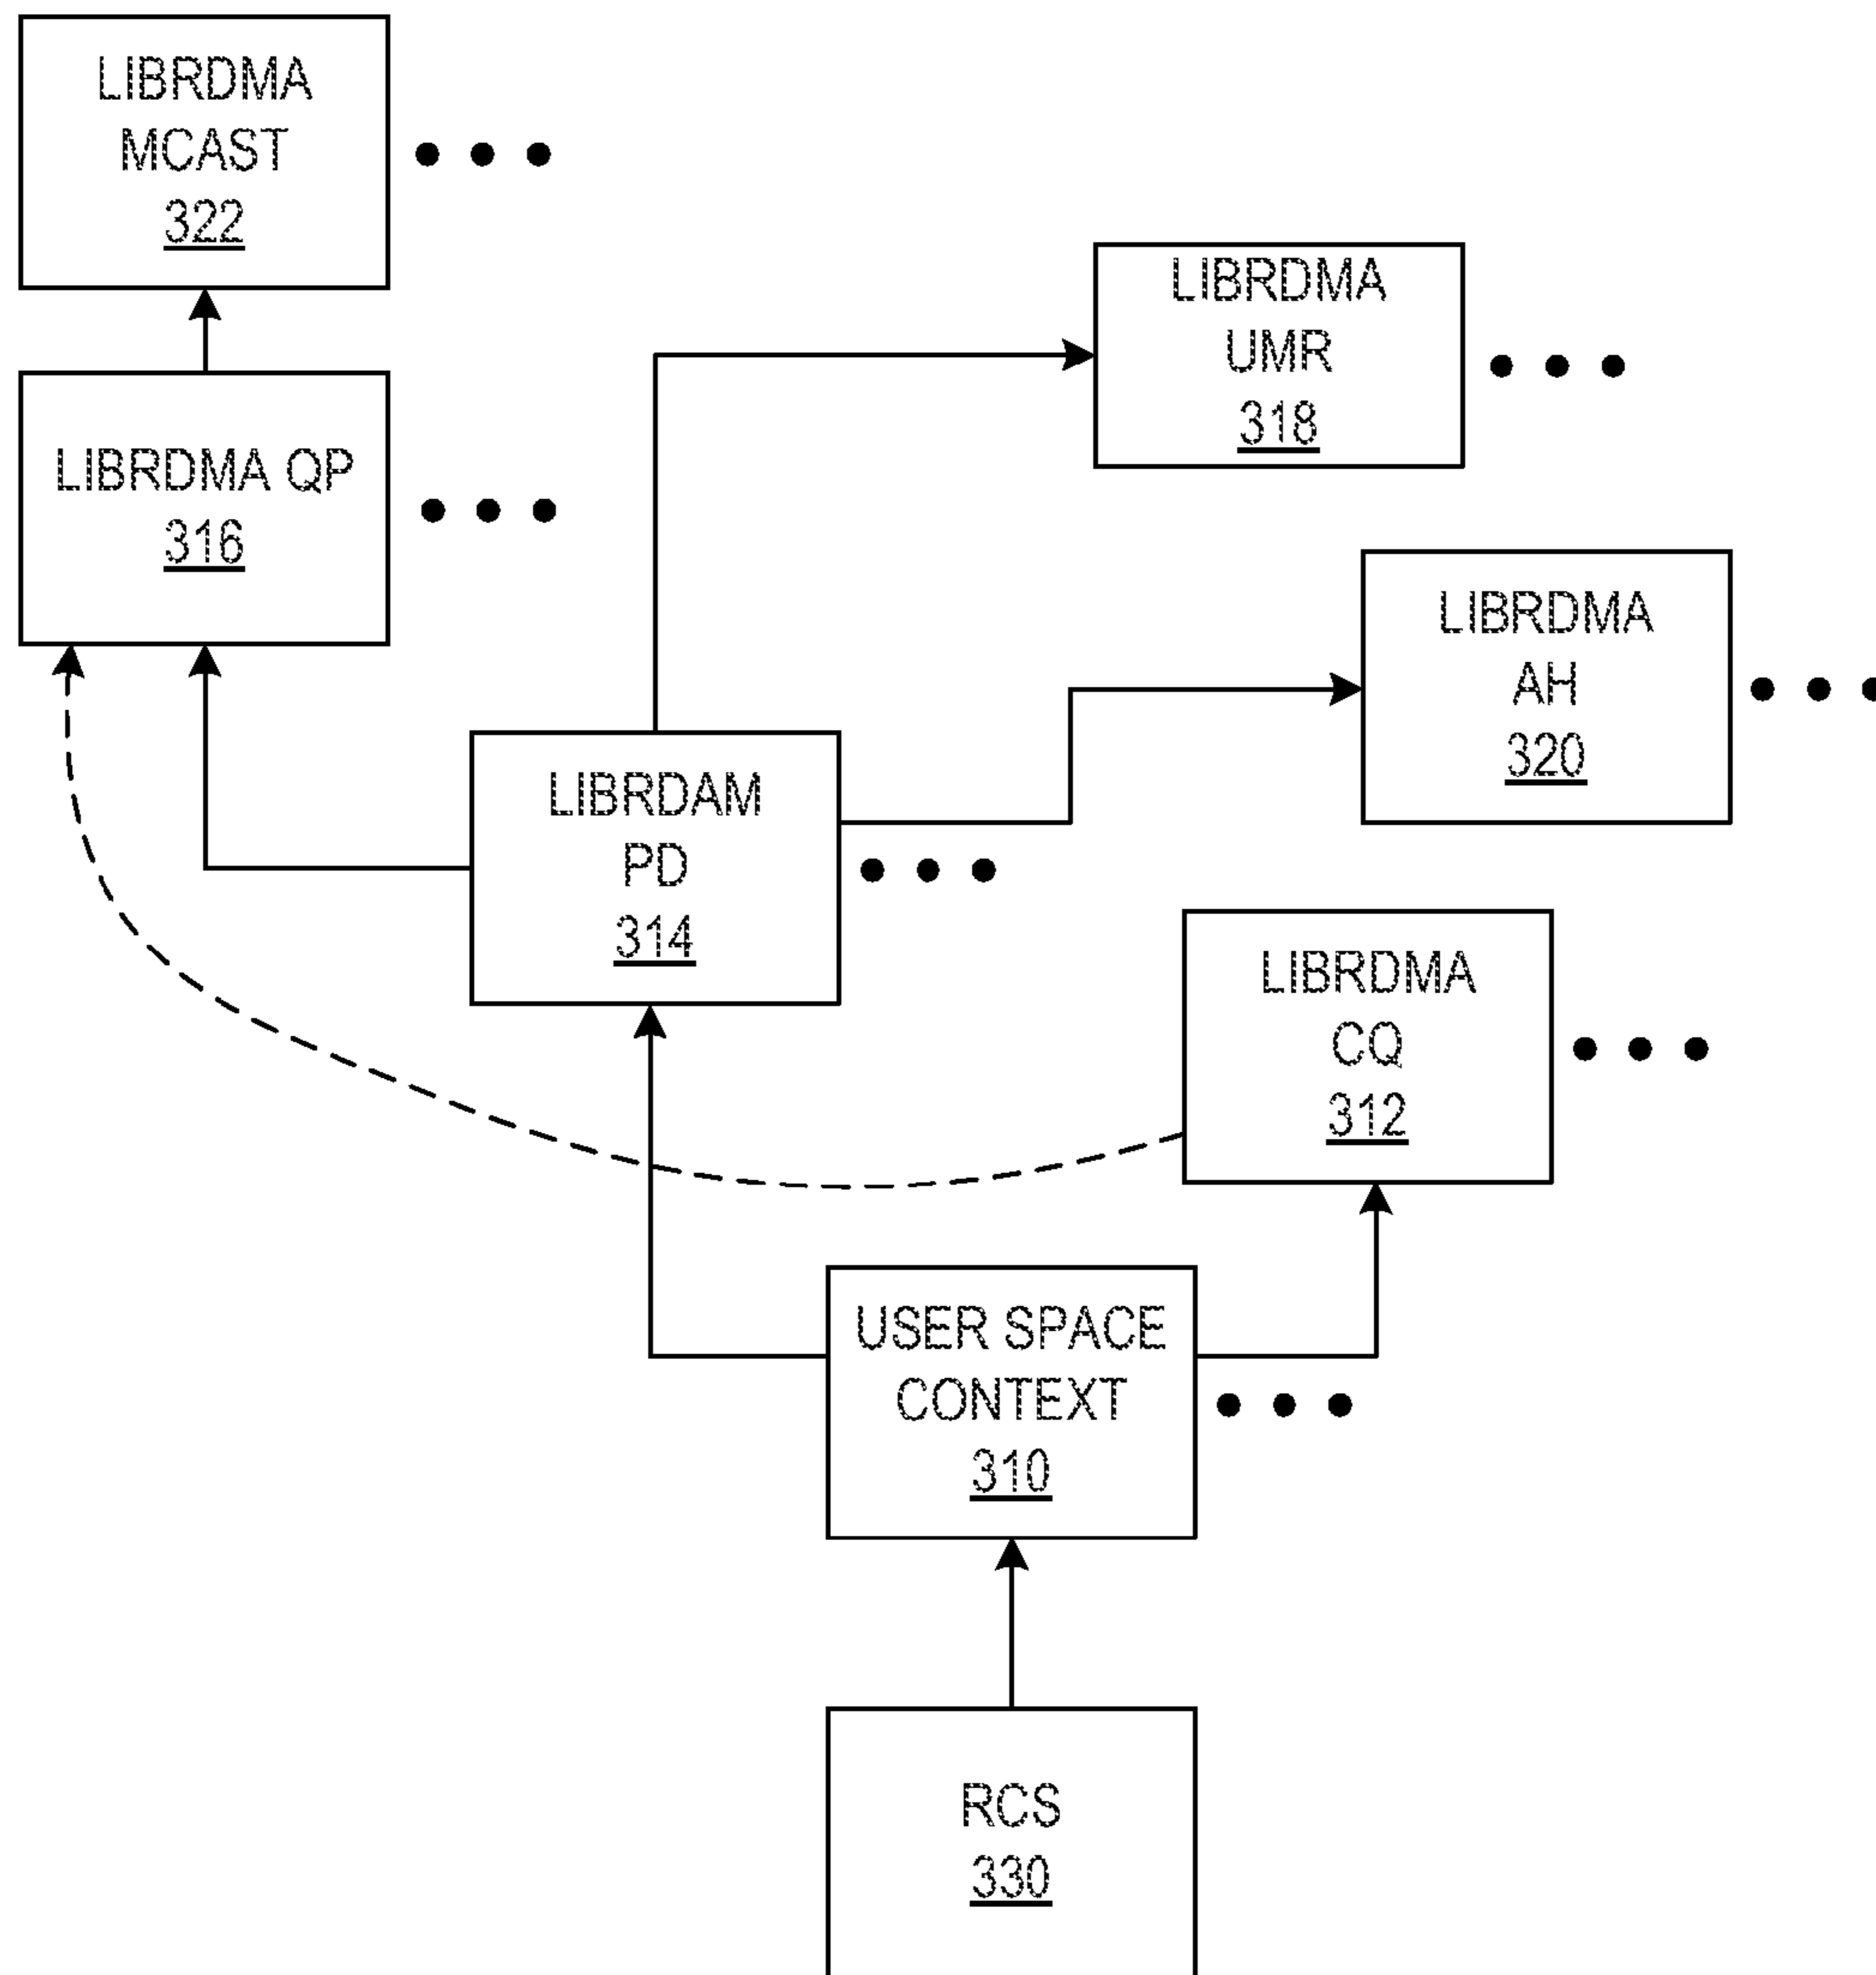 LIBRDMA
MCAST
322
LIBRDMA
UMR
318
LIBRDMA QP
316
LIBRDMA
AH
320
LIBRDAM
PD
314
LIBRDMA
CQ
312
USER SPACE
CONTEXT
310
RCS
330